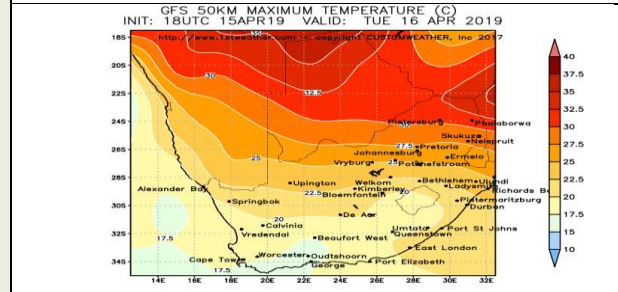 GFS 50KM MAXIMUM TEMPERATURE (C)
INIT: 18UTC 15APR19 VALID: TUE 16 APR 2019
http://www.1stweather.com - copyright CUSTOMWEATHER, Inc 2017
18S
20S
22S
24S
26S
28S
30S
32S
34S
14E 16E 18E 20E 22E 24E 26E 28E 30E 32E
40
37.5
35
32.5
30
27.5
25
22.5
20
17.5
15
10
35
30
32.5
Pietersburg
Phalaborwa
Skukuza
Nelspruit
27.5
Pretoria
Johannesburg
Ermelo
25
Vryburg
25
Potchefstroom
Alexander Bay
Upington
Welkom
Bethlehem
Ulundi
22.5
Kimberley
20
Ladysmith
Bloemfontein
Richards Ba
Springbok
Pietermaritzburg
Durban
De Aar
20
Calvinia
Umtata
Port St Johns
17.5
Vredendal
Beaufort West
Queenstown
East London
Cape Town
Worcester
Oudtshoorn
17.5
George
Port Elizabeth